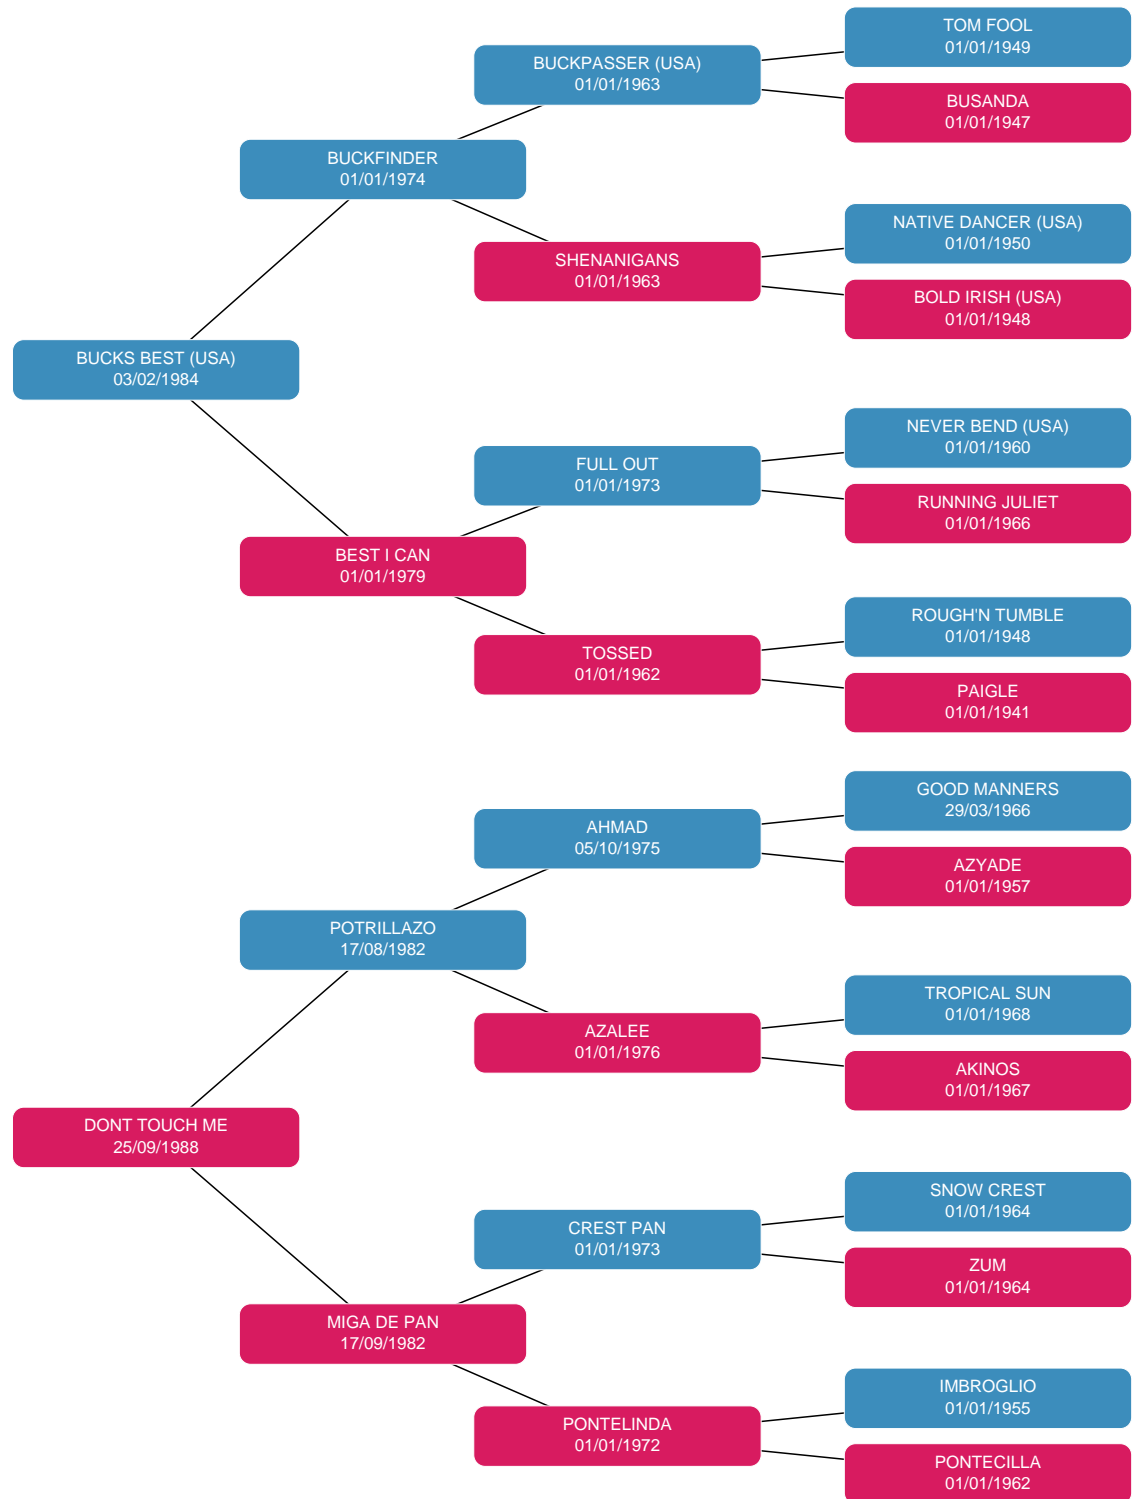 TOM FOOL
01/01/1949
BUCKPASSER (USA)
01/01/1963
BUSANDA
01/01/1947
BUCKFINDER
01/01/1974
NATIVE DANCER (USA)
01/01/1950
SHENANIGANS
01/01/1963
BOLD IRISH (USA)
01/01/1948
BUCKS BEST (USA)
03/02/1984
NEVER BEND (USA)
01/01/1960
FULL OUT
01/01/1973
RUNNING JULIET
01/01/1966
BEST I CAN
01/01/1979
ROUGH'N TUMBLE
01/01/1948
TOSSED
01/01/1962
PAIGLE
01/01/1941
GOOD MANNERS
29/03/1966
AHMAD
05/10/1975
AZYADE
01/01/1957
POTRILLAZO
17/08/1982
TROPICAL SUN
01/01/1968
AZALEE
01/01/1976
AKINOS
01/01/1967
DONT TOUCH ME
25/09/1988
SNOW CREST
01/01/1964
CREST PAN
01/01/1973
ZUM
01/01/1964
MIGA DE PAN
17/09/1982
IMBROGLIO
01/01/1955
PONTELINDA
01/01/1972
PONTECILLA
01/01/1962